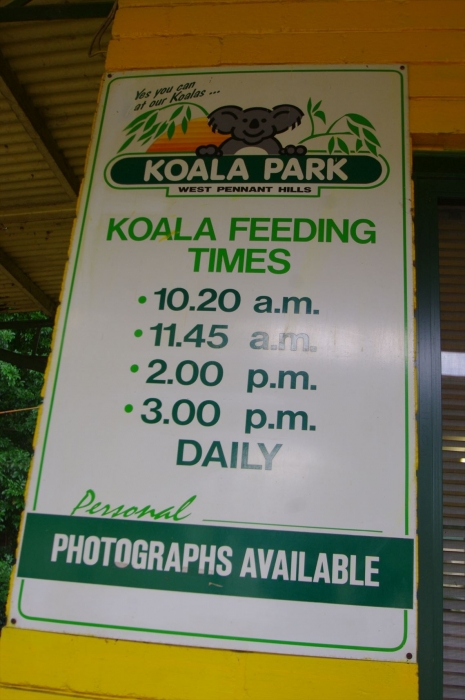 Yes you can
at our Koalas ...
KOALA PARK
WEST PENNANT HILLS
KOALA FEEDING
TIMES
• 10.20 a.m.
• 11.45 a.m.
• 2.00 p.m.
• 3.00 p.m.
DAILY
Personal
PHOTOGRAPHS AVAILABLE